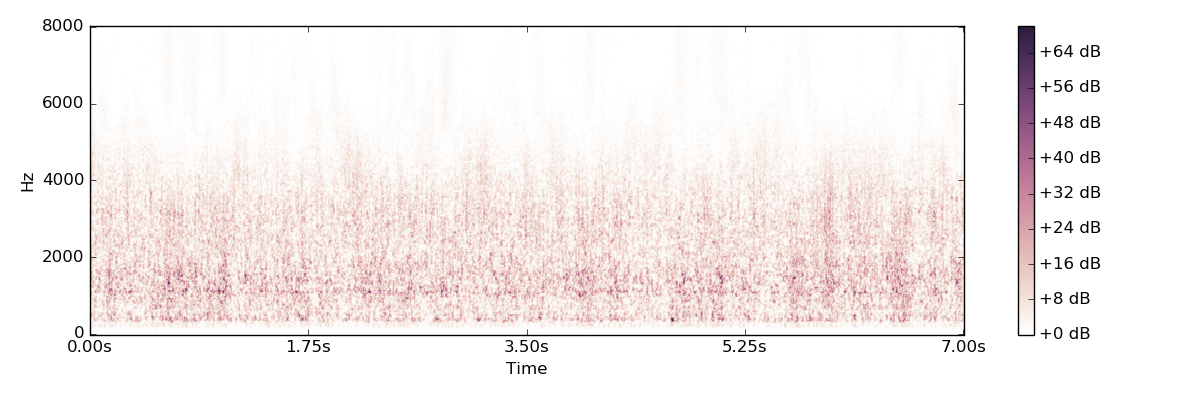 8000
6000
4000
2000
0
Hz
0.00s 1.75s 3.50s 5.25s 7.00s
Time
+64 dB
+56 dB
+48 dB
+40 dB
+32 dB
+24 dB
+16 dB
+8 dB
+0 dB